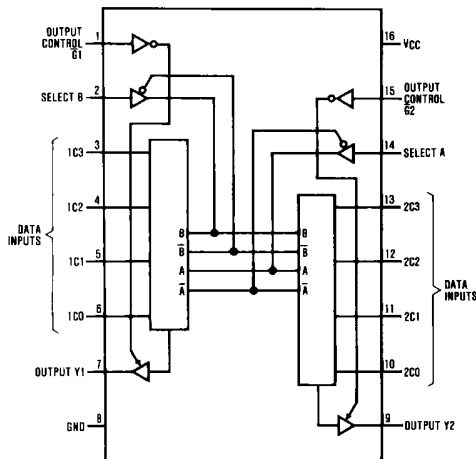 OUTPUT
CONTROL
G̅1
1
SELECT B
2
1C3
3
1C2
4
DATA
INPUTS
1C1
5
1C0
6
OUTPUT Y1
7
GND
8
B
B̅
A
A̅
B
B̅
A
A̅
16
VCC
15
OUTPUT
CONTROL
G̅2
14
SELECT A
13
2C3
12
2C2
DATA
INPUTS
11
2C1
10
2C0
9
OUTPUT Y2